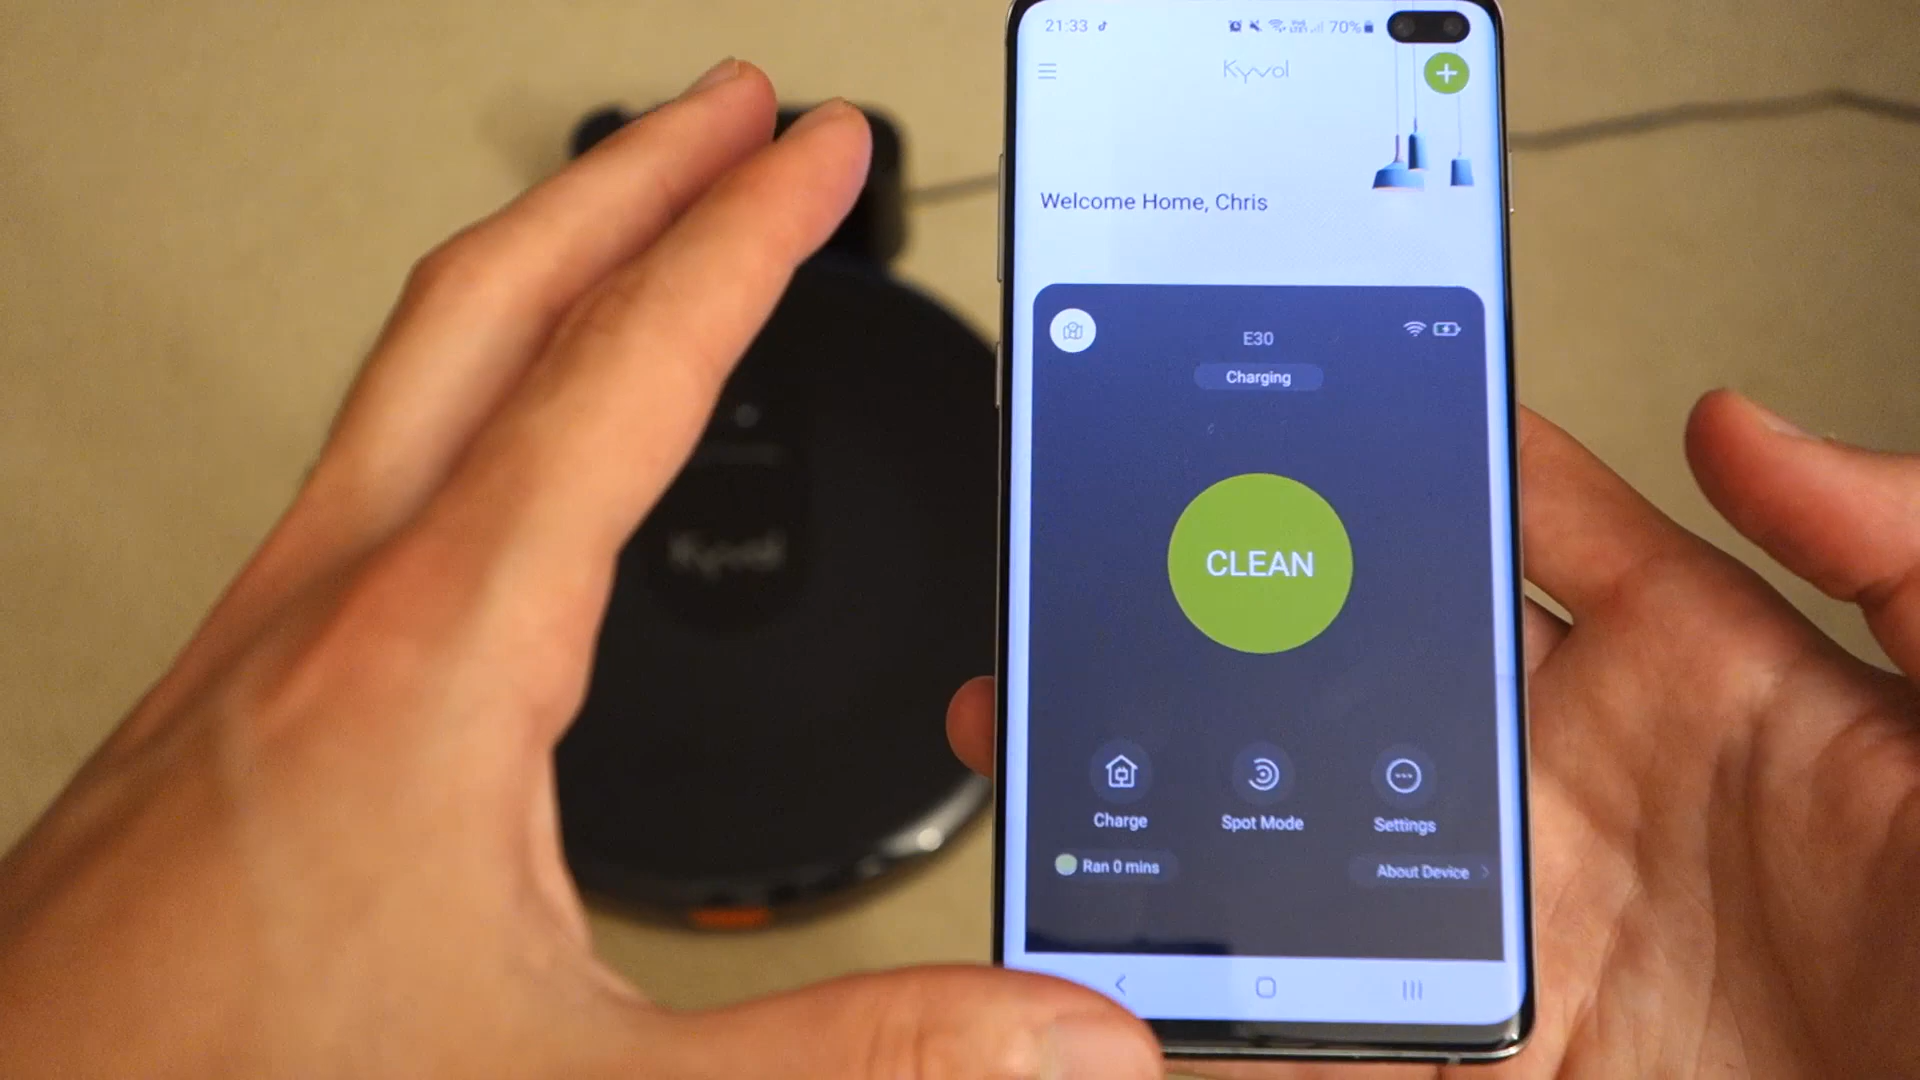 21:33
70%
Kyvol
Welcome Home, Chris
E30
Charging
CLEAN
Charge
Spot Mode
Settings
Ran 0 mins
About Device
Kyvol